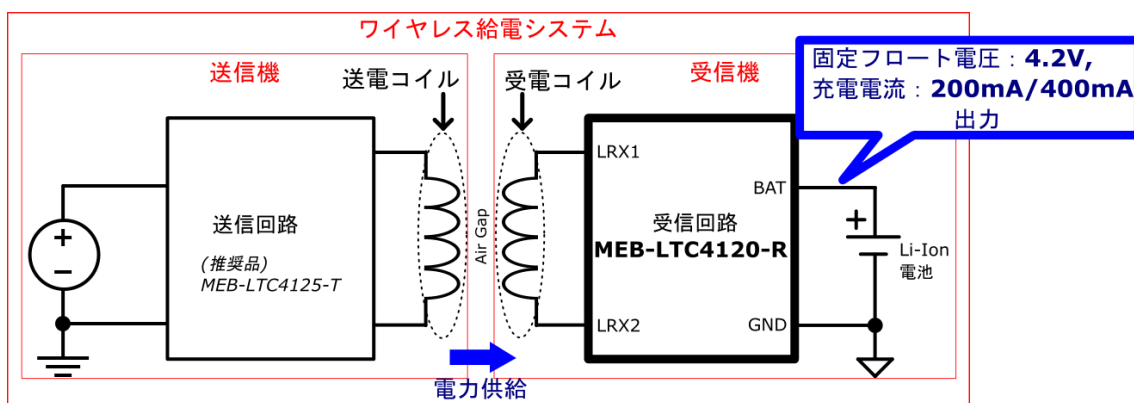 ワイヤレス給電システム
送信機
送電コイル
受電コイル
受信機
固定フロート電圧：4.2V,
充電電流：200mA/400mA
出力
送信回路
(推奨品)
MEB-LTC4125-T
Air Gap
LRX1
LRX2
受信回路
MEB-LTC4120-R
BAT
GND
+
−
+
Li-Ion
電池
電力供給